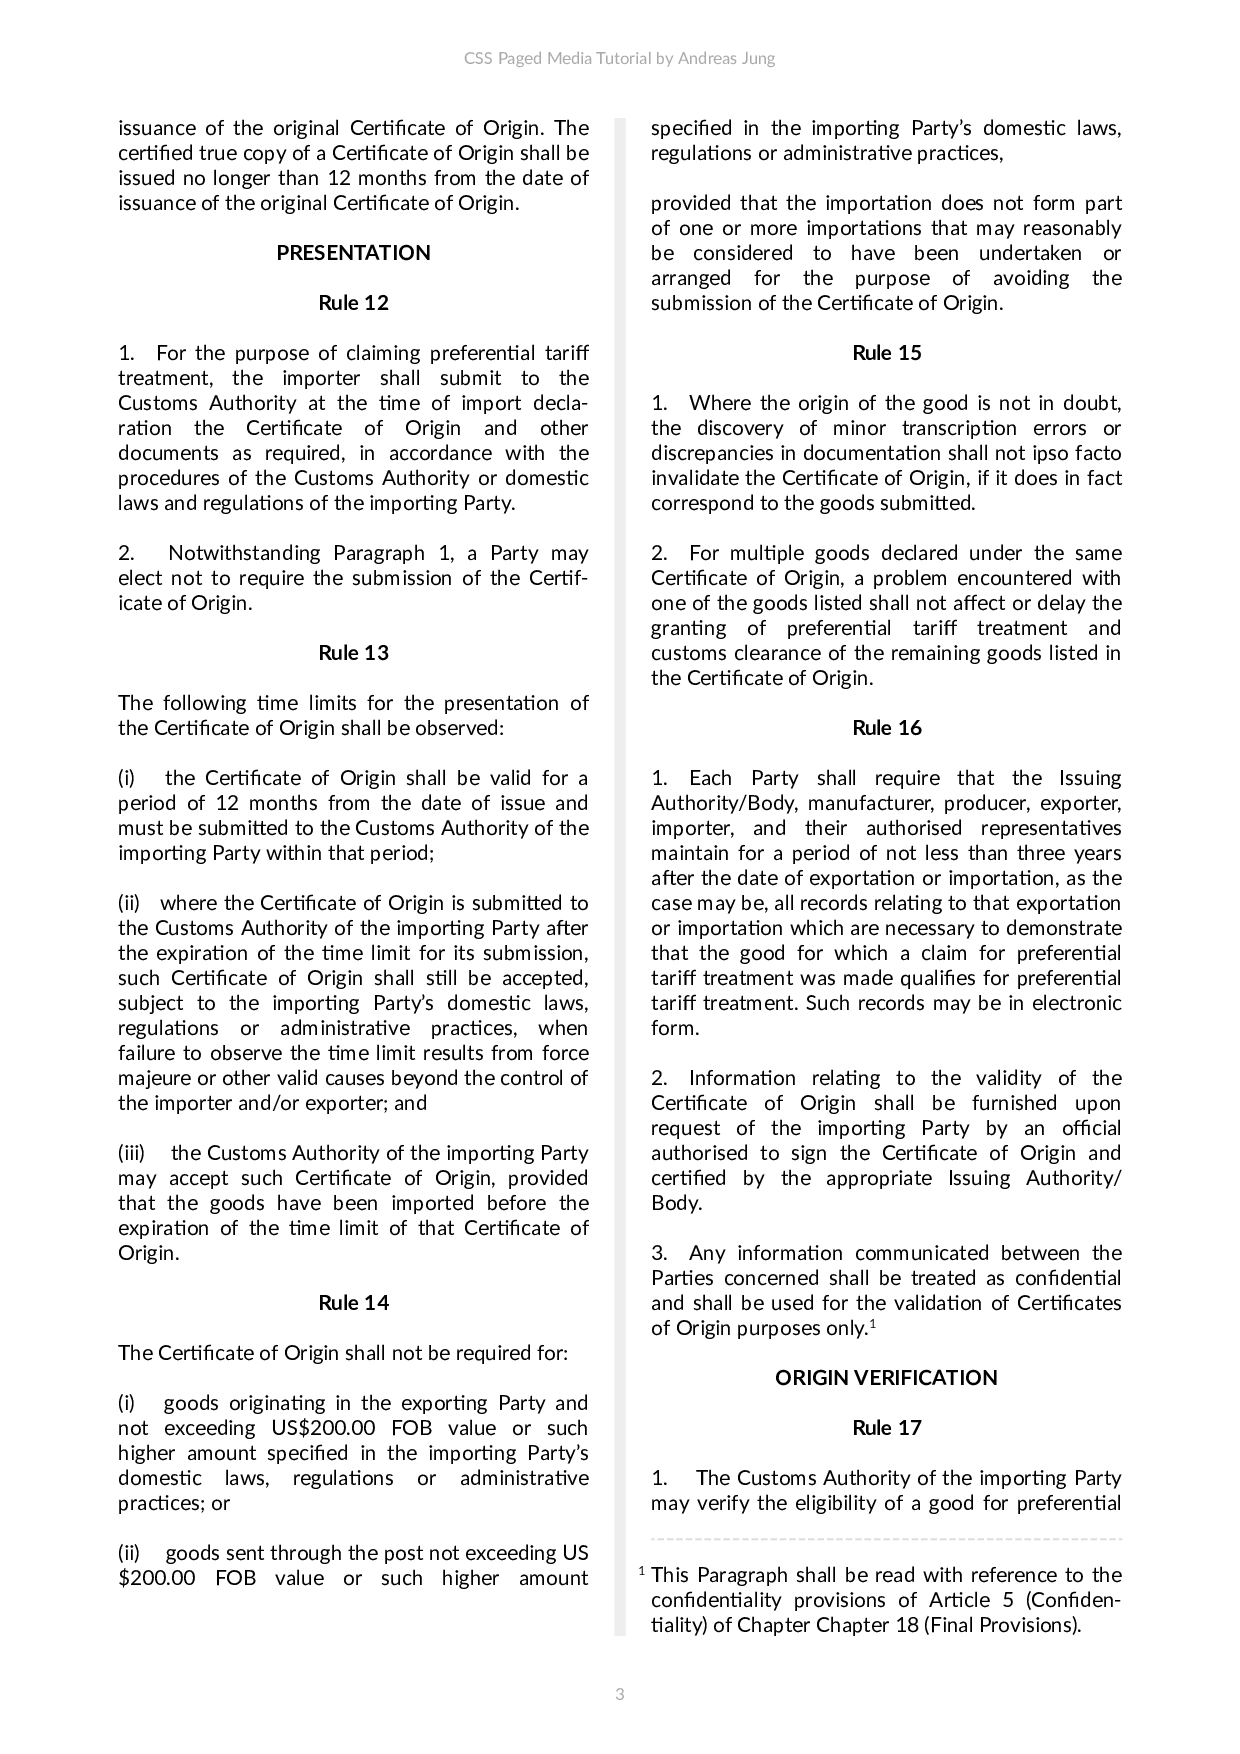 CSS Paged Media Tutorial by Andreas Jung
issuance of the original Certificate of Origin. The
certified true copy of a Certificate of Origin shall be
issued no longer than 12 months from the date of
issuance of the original Certificate of Origin.
PRESENTATION
Rule 12
1. For the purpose of claiming preferential tariff
treatment, the importer shall submit to the
Customs Authority at the time of import decla-
ration the Certificate of Origin and other
documents as required, in accordance with the
procedures of the Customs Authority or domestic
laws and regulations of the importing Party.
2. Notwithstanding Paragraph 1, a Party may
elect not to require the submission of the Certif-
icate of Origin.
Rule 13
The following time limits for the presentation of
the Certificate of Origin shall be observed:
(i) the Certificate of Origin shall be valid for a
period of 12 months from the date of issue and
must be submitted to the Customs Authority of the
importing Party within that period;
(ii) where the Certificate of Origin is submitted to
the Customs Authority of the importing Party after
the expiration of the time limit for its submission,
such Certificate of Origin shall still be accepted,
subject to the importing Party’s domestic laws,
regulations or administrative practices, when
failure to observe the time limit results from force
majeure or other valid causes beyond the control of
the importer and/or exporter; and
(iii) the Customs Authority of the importing Party
may accept such Certificate of Origin, provided
that the goods have been imported before the
expiration of the time limit of that Certificate of
Origin.
Rule 14
The Certificate of Origin shall not be required for:
(i) goods originating in the exporting Party and
not exceeding US$200.00 FOB value or such
higher amount specified in the importing Party’s
domestic laws, regulations or administrative
practices; or
(ii) goods sent through the post not exceeding US
$200.00 FOB value or such higher amount
specified in the importing Party’s domestic laws,
regulations or administrative practices,
provided that the importation does not form part
of one or more importations that may reasonably
be considered to have been undertaken or
arranged for the purpose of avoiding the
submission of the Certificate of Origin.
Rule 15
1. Where the origin of the good is not in doubt,
the discovery of minor transcription errors or
discrepancies in documentation shall not ipso facto
invalidate the Certificate of Origin, if it does in fact
correspond to the goods submitted.
2. For multiple goods declared under the same
Certificate of Origin, a problem encountered with
one of the goods listed shall not affect or delay the
granting of preferential tariff treatment and
customs clearance of the remaining goods listed in
the Certificate of Origin.
Rule 16
1. Each Party shall require that the Issuing
Authority/Body, manufacturer, producer, exporter,
importer, and their authorised representatives
maintain for a period of not less than three years
after the date of exportation or importation, as the
case may be, all records relating to that exportation
or importation which are necessary to demonstrate
that the good for which a claim for preferential
tariff treatment was made qualifies for preferential
tariff treatment. Such records may be in electronic
form.
2. Information relating to the validity of the
Certificate of Origin shall be furnished upon
request of the importing Party by an official
authorised to sign the Certificate of Origin and
certified by the appropriate Issuing Authority/
Body.
3. Any information communicated between the
Parties concerned shall be treated as confidential
and shall be used for the validation of Certificates
of Origin purposes only.1
ORIGIN VERIFICATION
Rule 17
1. The Customs Authority of the importing Party
may verify the eligibility of a good for preferential
1 This Paragraph shall be read with reference to the
confidentiality provisions of Article 5 (Confiden-
tiality) of Chapter Chapter 18 (Final Provisions).
3